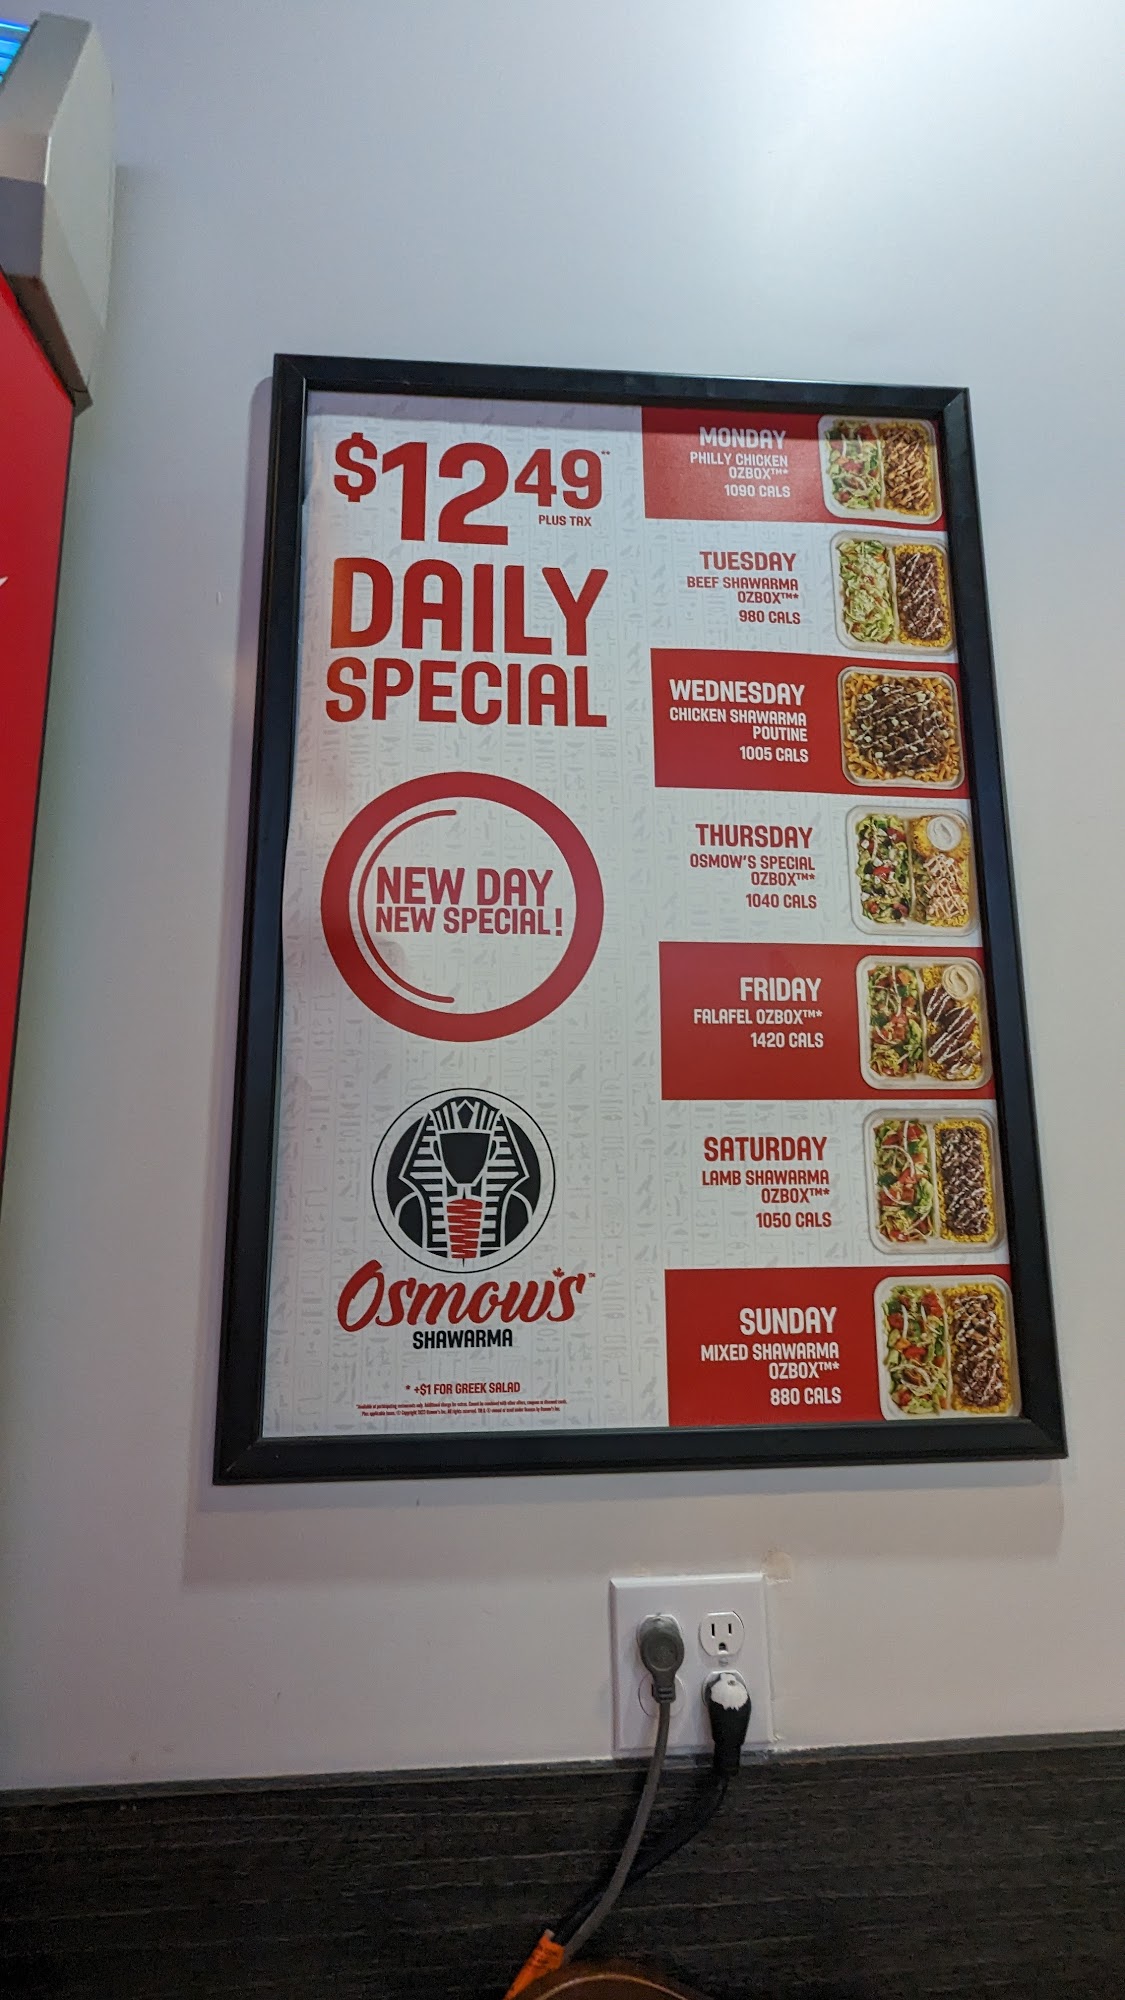 $12.49**
PLUS TAX
DAILY
SPECIAL
NEW DAY
NEW SPECIAL!
OSMOW'S™
SHAWARMA
* +$1 FOR GREEK SALAD
MONDAY
PHILLY CHICKEN
OZBOX™*
1090 CALS
TUESDAY
BEEF SHAWARMA
OZBOX™*
980 CALS
WEDNESDAY
CHICKEN SHAWARMA
POUTINE
1005 CALS
THURSDAY
OSMOW'S SPECIAL
OZBOX™*
1040 CALS
FRIDAY
FALAFEL OZBOX™*
1420 CALS
SATURDAY
LAMB SHAWARMA
OZBOX™*
1050 CALS
SUNDAY
MIXED SHAWARMA
OZBOX™*
880 CALS